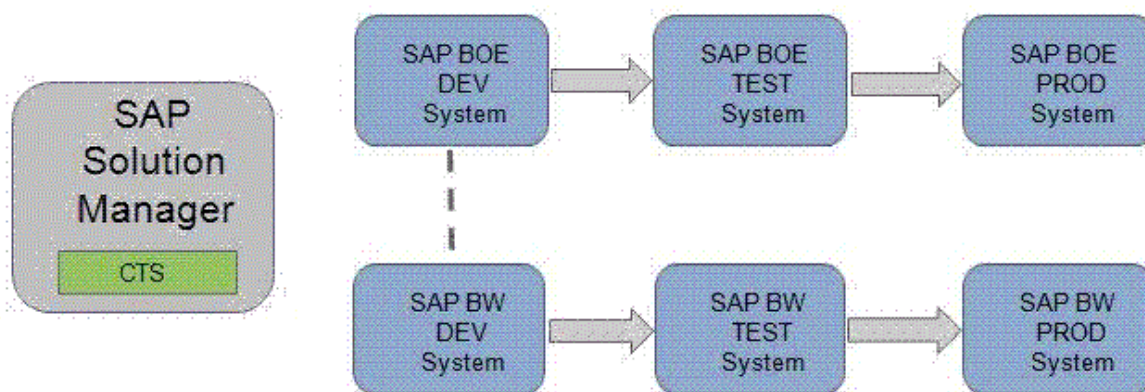 SAP
Solution
Manager
CTS
SAP BOE
DEV
System
SAP BOE
TEST
System
SAP BOE
PROD
System
SAP BW
DEV
System
SAP BW
TEST
System
SAP BW
PROD
System